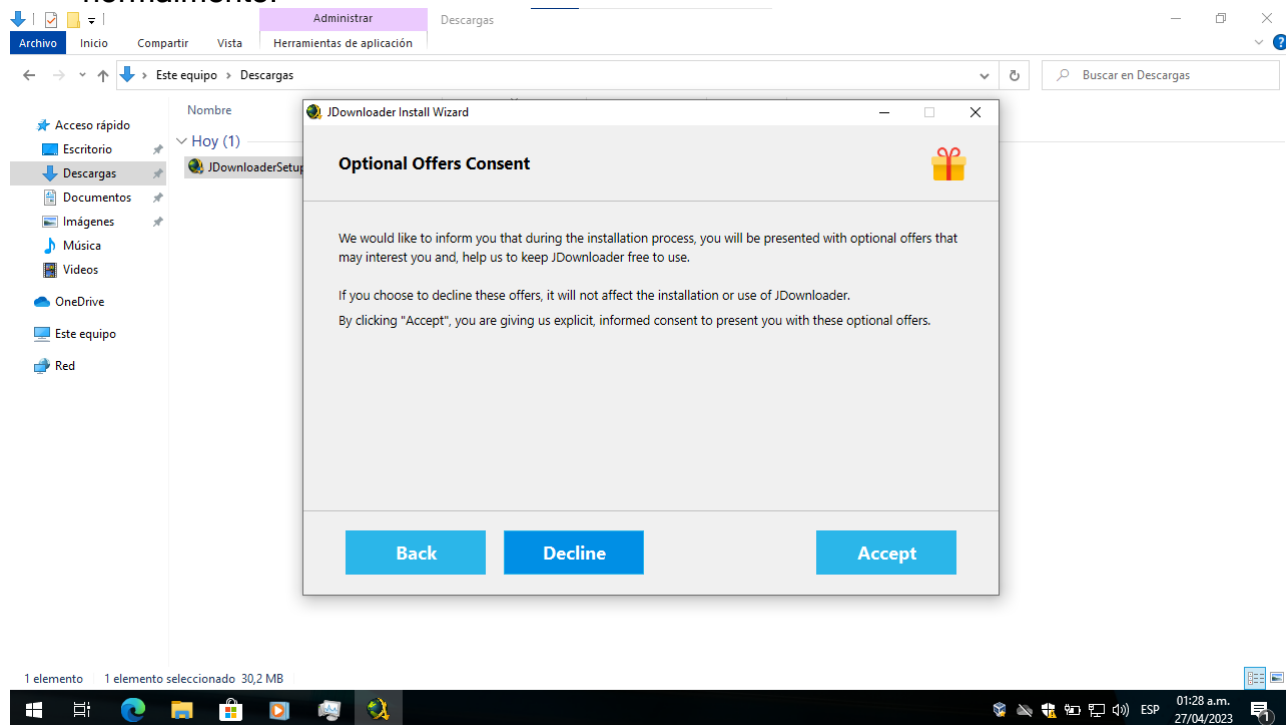 Administrar
Descargas
Archivo
Inicio
Compartir
Vista
Herramientas de aplicación
Este equipo
Descargas
Buscar en Descargas
Acceso rápido
Escritorio
Descargas
Documentos
Imágenes
Música
Videos
OneDrive
Este equipo
Red
Nombre
Hoy (1)
JDownloaderSetup
JDownloader Install Wizard
Optional Offers Consent
We would like to inform you that during the installation process, you will be presented with optional offers that
may interest you and, help us to keep JDownloader free to use.
If you choose to decline these offers, it will not affect the installation or use of JDownloader.
By clicking "Accept", you are giving us explicit, informed consent to present you with these optional offers.
Back
Decline
Accept
1 elemento
1 elemento seleccionado 30,2 MB
ESP
01:28 a.m.
27/04/2023